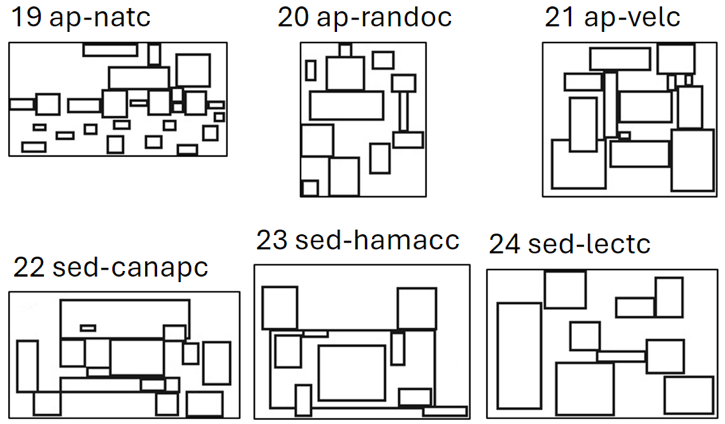 19 ap-natc
20 ap-randoc
21 ap-velc
22 sed-canapc
23 sed-hamacc
24 sed-lectc